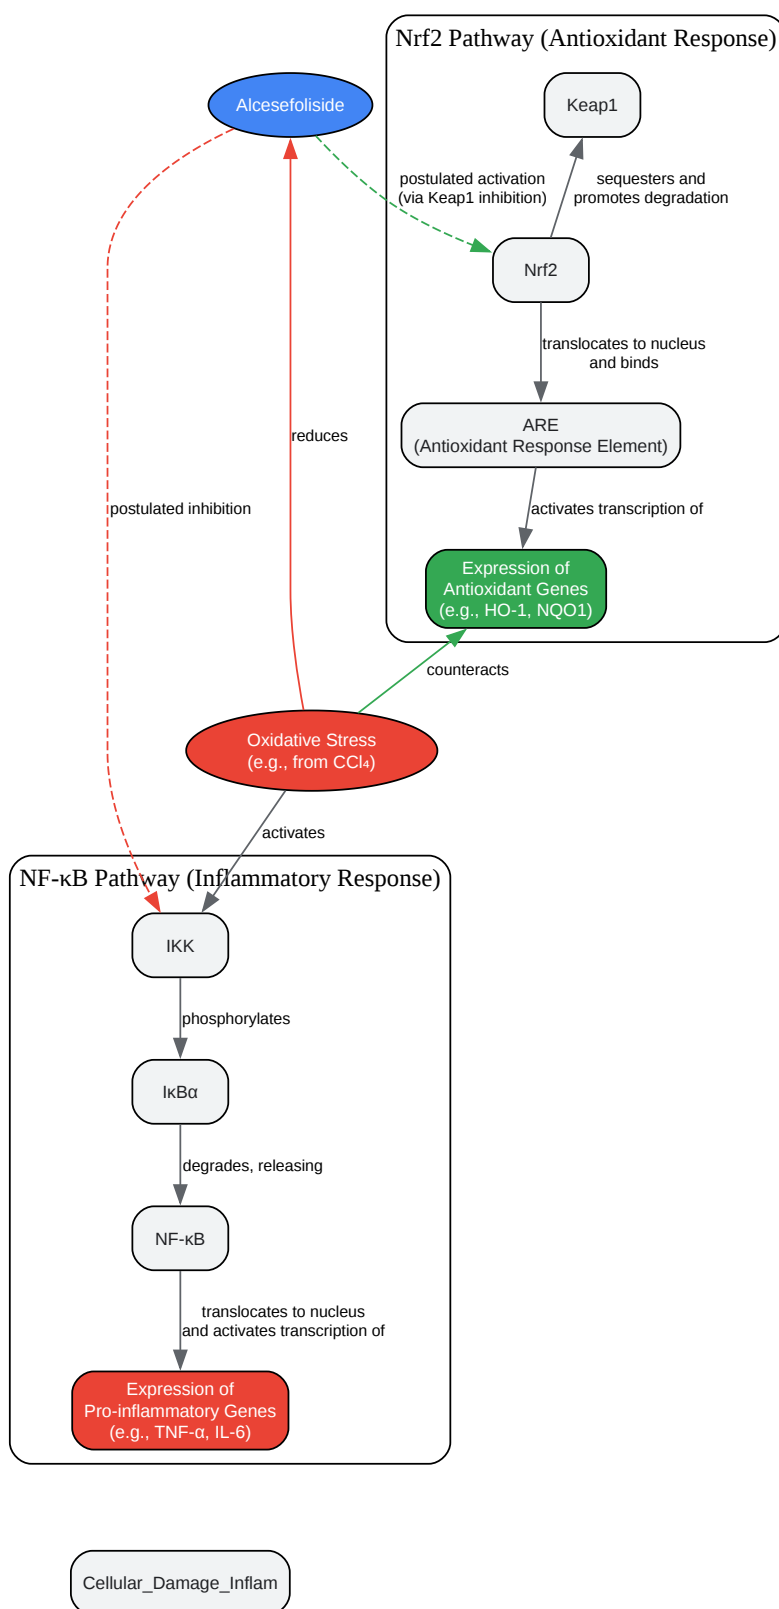 Nrf2 Pathway (Antioxidant Response)
Alcesefoliside
Keap1
postulated activation
(via Keap1 inhibition)
sequesters and
promotes degradation
Nrf2
translocates to nucleus
and binds
ARE
(Antioxidant Response Element)
reduces
postulated inhibition
activates transcription of
Expression of
Antioxidant Genes
(e.g., HO-1, NQO1)
counteracts
Oxidative Stress
(e.g., from CCl₄)
activates
NF-κB Pathway (Inflammatory Response)
IKK
phosphorylates
IκBα
degrades, releasing
NF-κB
translocates to nucleus
and activates transcription of
Expression of
Pro-inflammatory Genes
(e.g., TNF-α, IL-6)
Cellular_Damage_Inflam